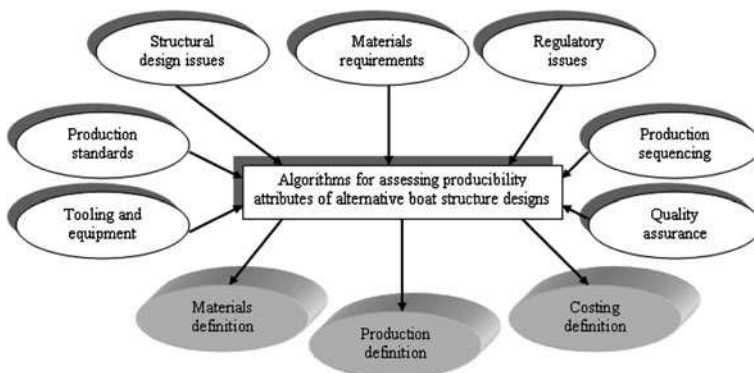 Structural
design issues
Materials
requirements
Regulatory
issues
Production
standards
Production
sequencing
Algorithms for assessing producibility
attributes of alternative boat structure designs
Tooling and
equipment
Quality
assurance
Materials
definition
Production
definition
Costing
definition